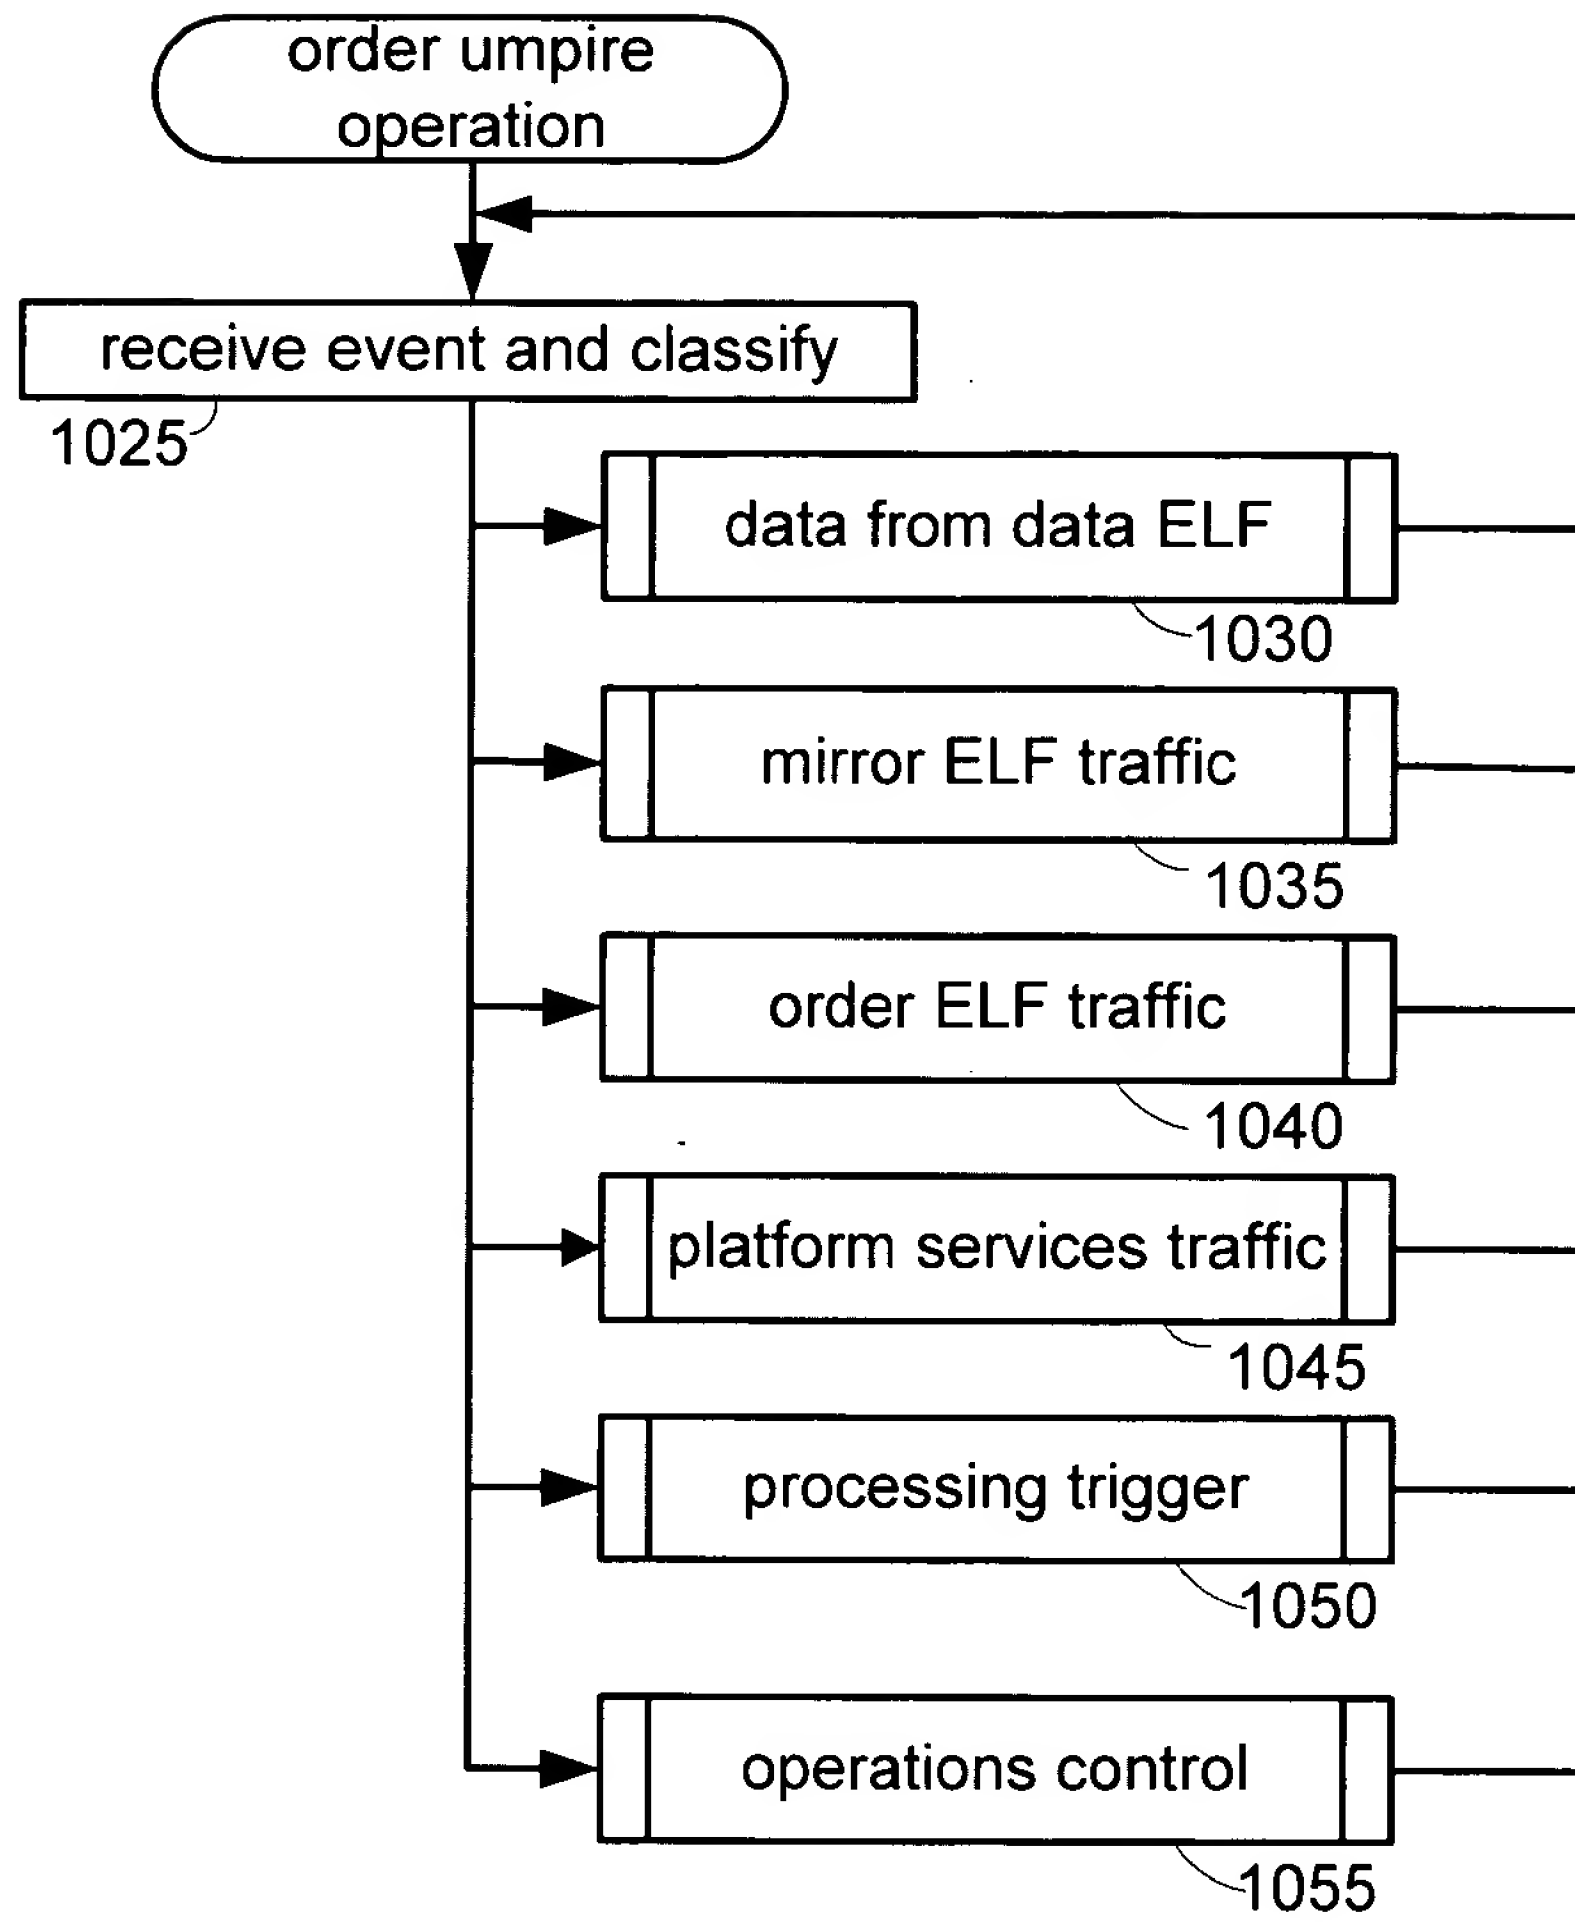 order umpire
operation
receive event and classify
1025
data from data ELF
1030
mirror ELF traffic
1035
order ELF traffic
1040
platform services traffic
1045
processing trigger
1050
operations control
1055